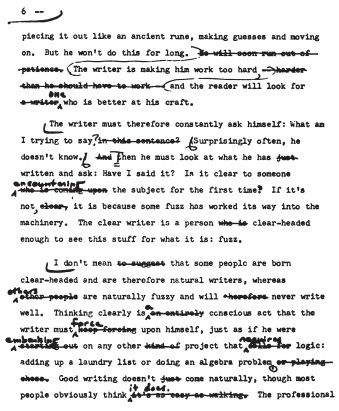 6 --
piecing it out like an ancient rune, making guesses and moving
on. But he won't do this for long. He will soon run out of
patience. The writer is making him work too hard --harder
than he should have to work-- and the reader will look for
one
a writer who is better at his craft.
The writer must therefore constantly ask himself: What am
I trying to say? in this sentence? Surprisingly often, he
doesn't know. And Then he must look at what he has just
written and ask: Have I said it? Is it clear to someone
encountering
who is coming upon the subject for the first time? If it's
not, clear, it is because some fuzz has worked its way into the
machinery. The clear writer is a person who is clear-headed
enough to see this stuff for what it is: fuzz.
I don't mean to suggest that some people are born
clear-headed and are therefore natural writers, whereas
others
other people are naturally fuzzy and will therefore never write
well. Thinking clearly is a an entirely conscious act that the
force
writer must keep forcing upon himself, just as if he were
embarking requires
starting out on any other kind of project that calls for logic:
adding up a laundry list or doing an algebra problem or playing
chess. Good writing doesn't just come naturally, though most
it does.
people obviously think it's as easy as walking. The professional